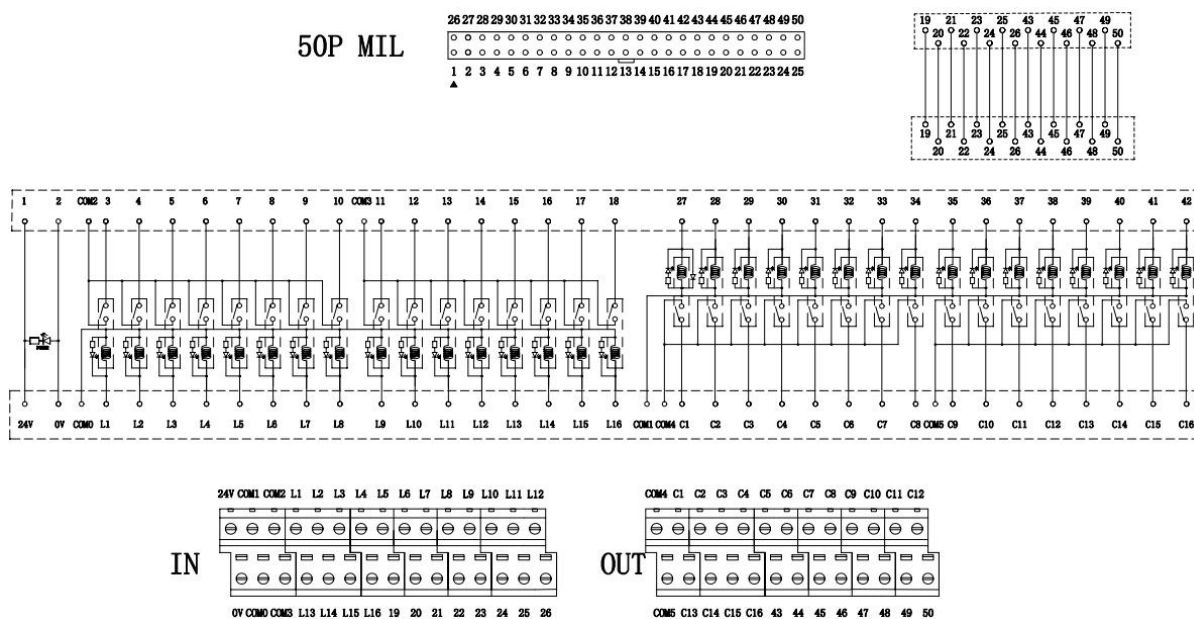 50P MIL
26 27 28 29 30 31 32 33 34 35 36 37 38 39 40 41 42 43 44 45 46 47 48 49 50
1 2 3 4 5 6 7 8 9 10 11 12 13 14 15 16 17 18 19 20 21 22 23 24 25
19 21 23 25 43 45 47 49
20 22 24 26 44 46 48 50
19 21 23 25 43 45 47 49
20 22 24 26 44 46 48 50
1 2 COM2 3 4 5 6 7 8 9 10 COM3 11 12 13 14 15 16 17 18 27 28 29 30 31 32 33 34 35 36 37 38 39 40 41 42
24V 0V COM0 L1 L2 L3 L4 L5 L6 L7 L8 L9 L10 L11 L12 L13 L14 L15 L16 COM1 COM4 C1 C2 C3 C4 C5 C6 C7 C8 COM5 C9 C10 C11 C12 C13 C14 C15 C16
24V COM1 COM2 L1 L2 L3 L4 L5 L6 L7 L8 L9 L10 L11 L12
IN
0V COM0 COM3 L13 L14 L15 L16 19 20 21 22 23 24 25 26
COM4 C1 C2 C3 C4 C5 C6 C7 C8 C9 C10 C11 C12
OUT
COM5 C13 C14 C15 C16 43 44 45 46 47 48 49 50